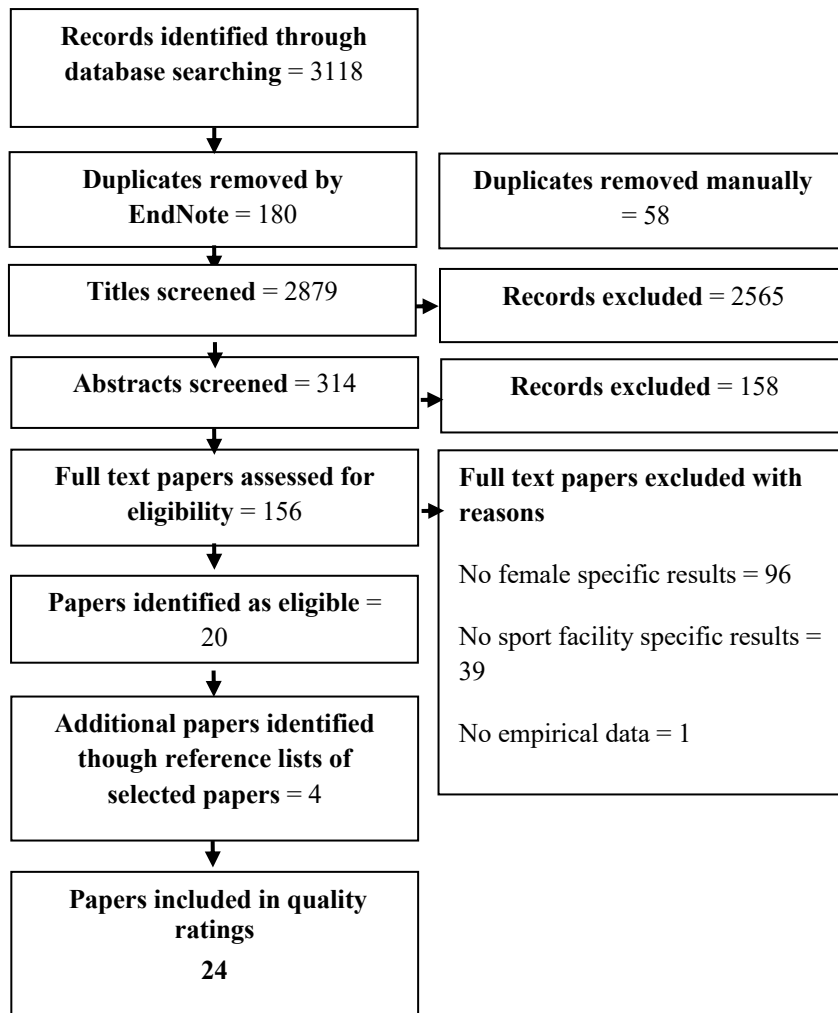 Records identified through
database searching = 3118
Duplicates removed by
EndNote = 180
Duplicates removed manually
= 58
Titles screened = 2879
Records excluded = 2565
Abstracts screened = 314
Records excluded = 158
Full text papers assessed for
eligibility = 156
Full text papers excluded with
reasons
No female specific results = 96
No sport facility specific results =
39
No empirical data = 1
Papers identified as eligible =
20
Additional papers identified
though reference lists of
selected papers = 4
Papers included in quality
ratings
24